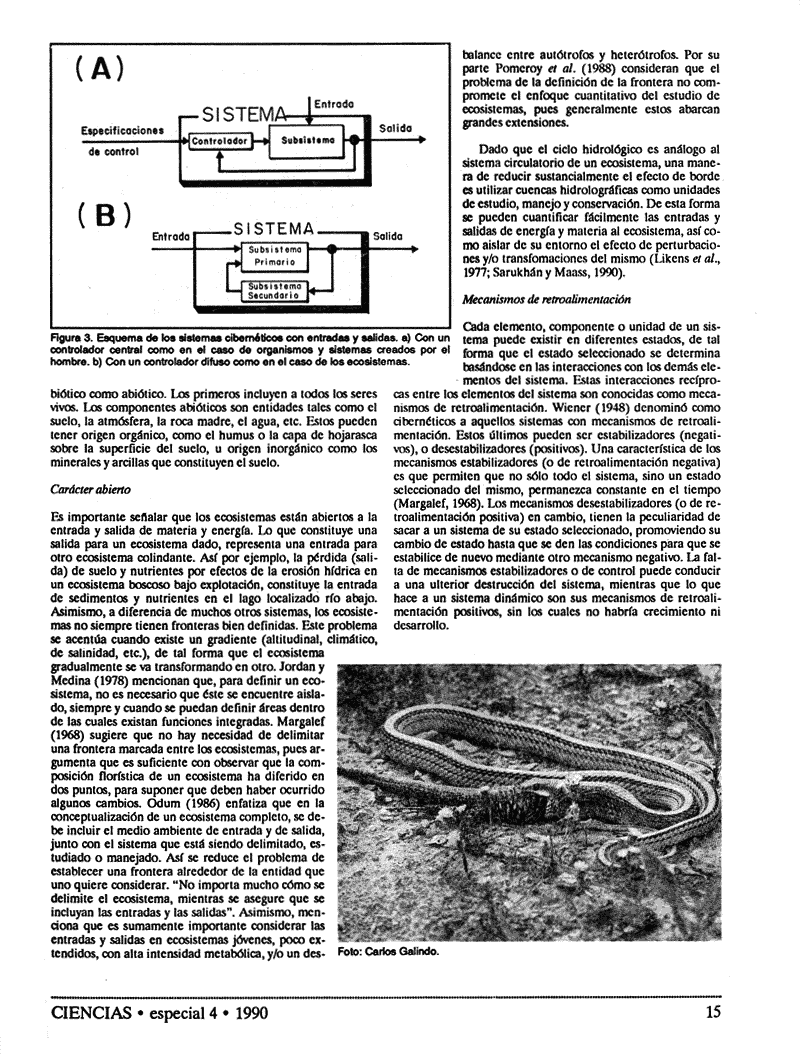 (A)
SISTEMA
Entrada
Especificaciones
de control
Controlador
Subsistema
Salida
(B)
SISTEMA
Entrada
Subsistema
Primario
Salida
Subsistema
Secundario
Figura 3. Esquema de los sistemas cibernéticos con entradas y salidas. a) Con un
controlador central como en el caso de organismos y sistemas creados por el
hombre. b) Con un controlador difuso como en el caso de los ecosistemas.
biótico como abiótico. Los primeros incluyen a todos los seres
vivos. Los componentes abióticos son entidades tales como el
suelo, la atmósfera, la roca madre, el agua, etc. Estos pueden
tener origen orgánico, como el humus o la capa de hojarasca
sobre la superficie del suelo, u origen inorgánico como los
minerales y arcillas que constituyen el suelo.
Carácter abierto
Es importante señalar que los ecosistemas están abiertos a la
entrada y salida de materia y energía. Lo que constituye una
salida para un ecosistema dado, representa una entrada para
otro ecosistema colindante. Así por ejemplo, la pérdida (sali-
da) de suelo y nutrientes por efectos de la erosión hídrica en
un ecosistema boscoso bajo explotación, constituye la entrada
de sedimentos y nutrientes en el lago localizado río abajo.
Asimismo, a diferencia de muchos otros sistemas, los ecosiste-
mas no siempre tienen fronteras bien definidas. Este problema
se acentúa cuando existe un gradiente (altitudinal, climático,
de salinidad, etc.), de tal forma que el ecosistema
gradualmente se va transformando en otro. Jordan y
Medina (1978) mencionan que, para definir un eco-
sistema, no es necesario que éste se encuentre aisla-
do, siempre y cuando se puedan definir áreas dentro
de las cuales existan funciones integradas. Margalef
(1968) sugiere que no hay necesidad de delimitar
una frontera marcada entre los ecosistemas, pues ar-
gumenta que es suficiente con observar que la com-
posición florística de un ecosistema ha diferido en
dos puntos, para suponer que deben haber ocurrido
algunos cambios. Odum (1986) enfatiza que en la
conceptualización de un ecosistema completo, se de-
be incluir el medio ambiente de entrada y de salida,
junto con el sistema que está siendo delimitado, es-
tudiado o manejado. Así se reduce el problema de
establecer una frontera alrededor de la entidad que
uno quiere considerar. "No importa mucho cómo se
delimite el ecosistema, mientras se asegure que se
incluyan las entradas y las salidas". Asimismo, men-
ciona que es sumamente importante considerar las
entradas y salidas en ecosistemas jóvenes, poco ex-
tendidos, con alta intensidad metabólica, y/o un des-
balance entre autótrofos y heterótrofos. Por su
parte Pomeroy et al. (1988) consideran que el
problema de la definición de la frontera no com-
promete el enfoque cuantitativo del estudio de
ecosistemas, pues generalmente estos abarcan
grandes extensiones.
Dado que el ciclo hidrológico es análogo al
sistema circulatorio de un ecosistema, una mane-
ra de reducir sustancialmente el efecto de borde
es utilizar cuencas hidrolográficas como unidades
de estudio, manejo y conservación. De esta forma
se pueden cuantificar fácilmente las entradas y
salidas de energía y materia al ecosistema, así co-
mo aislar de su entorno el efecto de perturbacio-
nes y/o transfomaciones del mismo (Likens et al.,
1977; Sarukhán y Maass, 1990).
Mecanismos de retroalimentación
Cada elemento, componente o unidad de un sis-
tema puede existir en diferentes estados, de tal
forma que el estado seleccionado se determina
basándose en las interacciones con los demás ele-
mentos del sistema. Estas interacciones recípro-
cas entre los elementos del sistema son conocidas como meca-
nismos de retroalimentación. Wiener (1948) denominó como
cibernéticos a aquellos sistemas con mecanismos de retroali-
mentación. Estos últimos pueden ser estabilizadores (negati-
vos), o desestabilizadores (positivos). Una característica de los
mecanismos estabilizadores (o de retroalimentación negativa)
es que permiten que no sólo todo el sistema, sino un estado
seleccionado del mismo, permanezca constante en el tiempo
(Margalef, 1968). Los mecanismos desestabilizadores (o de re-
troalimentación positiva) en cambio, tienen la peculiaridad de
sacar a un sistema de su estado seleccionado, promoviendo su
cambio de estado hasta que se den las condiciones para que se
estabilice de nuevo mediante otro mecanismo negativo. La fal-
ta de mecanismos estabilizadores o de control puede conducir
a una ulterior destrucción del sistema, mientras que lo que
hace a un sistema dinámico son sus mecanismos de retroali-
mentación positivos, sin los cuales no habría crecimiento ni
desarrollo.
Foto: Carlos Galindo.
CIENCIAS • especial 4 • 1990
15